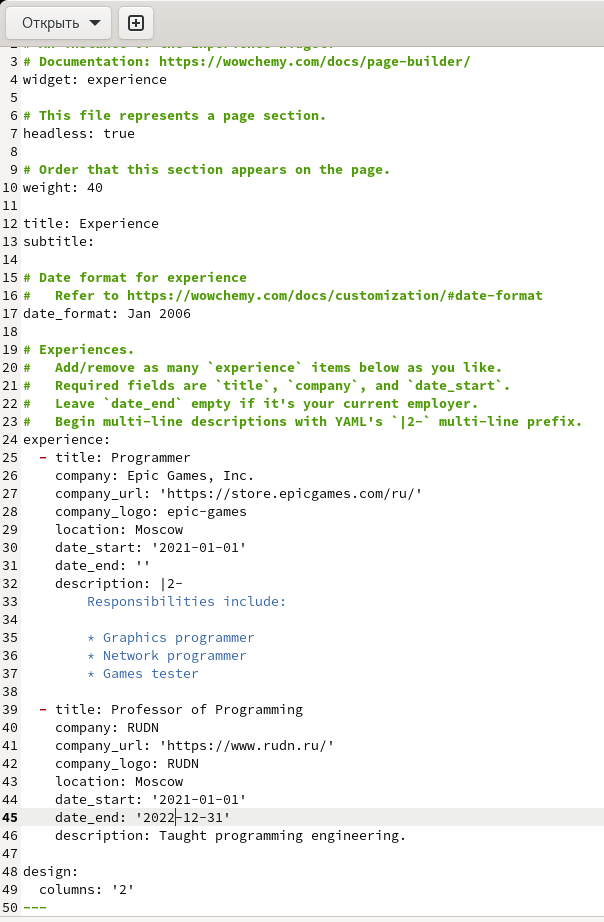 Открыть
2 # An instance of the Experience widget.
3 # Documentation: https://wowchemy.com/docs/page-builder/
4 widget: experience
5
6 # This file represents a page section.
7 headless: true
8
9 # Order that this section appears on the page.
10 weight: 40
11
12 title: Experience
13 subtitle:
14
15 # Date format for experience
16 #   Refer to https://wowchemy.com/docs/customization/#date-format
17 date_format: Jan 2006
18
19 # Experiences.
20 #   Add/remove as many `experience` items below as you like.
21 #   Required fields are `title`, `company`, and `date_start`.
22 #   Leave `date_end` empty if it's your current employer.
23 #   Begin multi-line descriptions with YAML's `|2-` multi-line prefix.
24 experience:
25   - title: Programmer
26     company: Epic Games, Inc.
27     company_url: 'https://store.epicgames.com/ru/'
28     company_logo: epic-games
29     location: Moscow
30     date_start: '2021-01-01'
31     date_end: ''
32     description: |2-
33         Responsibilities include:
34
35         * Graphics programmer
36         * Network programmer
37         * Games tester
38
39   - title: Professor of Programming
40     company: RUDN
41     company_url: 'https://www.rudn.ru/'
42     company_logo: RUDN
43     location: Moscow
44     date_start: '2021-01-01'
45     date_end: '2022-12-31'
46     description: Taught programming engineering.
47
48 design:
49   columns: '2'
50 ---